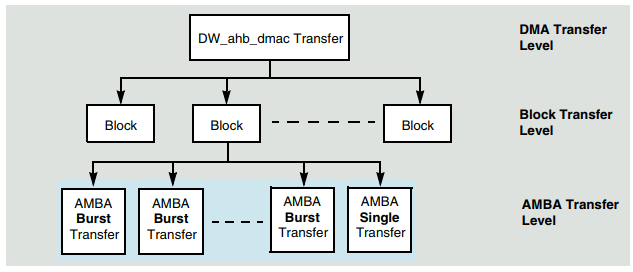 DW_ahb_dmac Transfer
DMA Transfer
Level
Block
Block
Block
Block Transfer
Level
AMBA
Burst
Transfer
AMBA
Burst
Transfer
AMBA
Burst
Transfer
AMBA
Single
Transfer
AMBA Transfer
Level